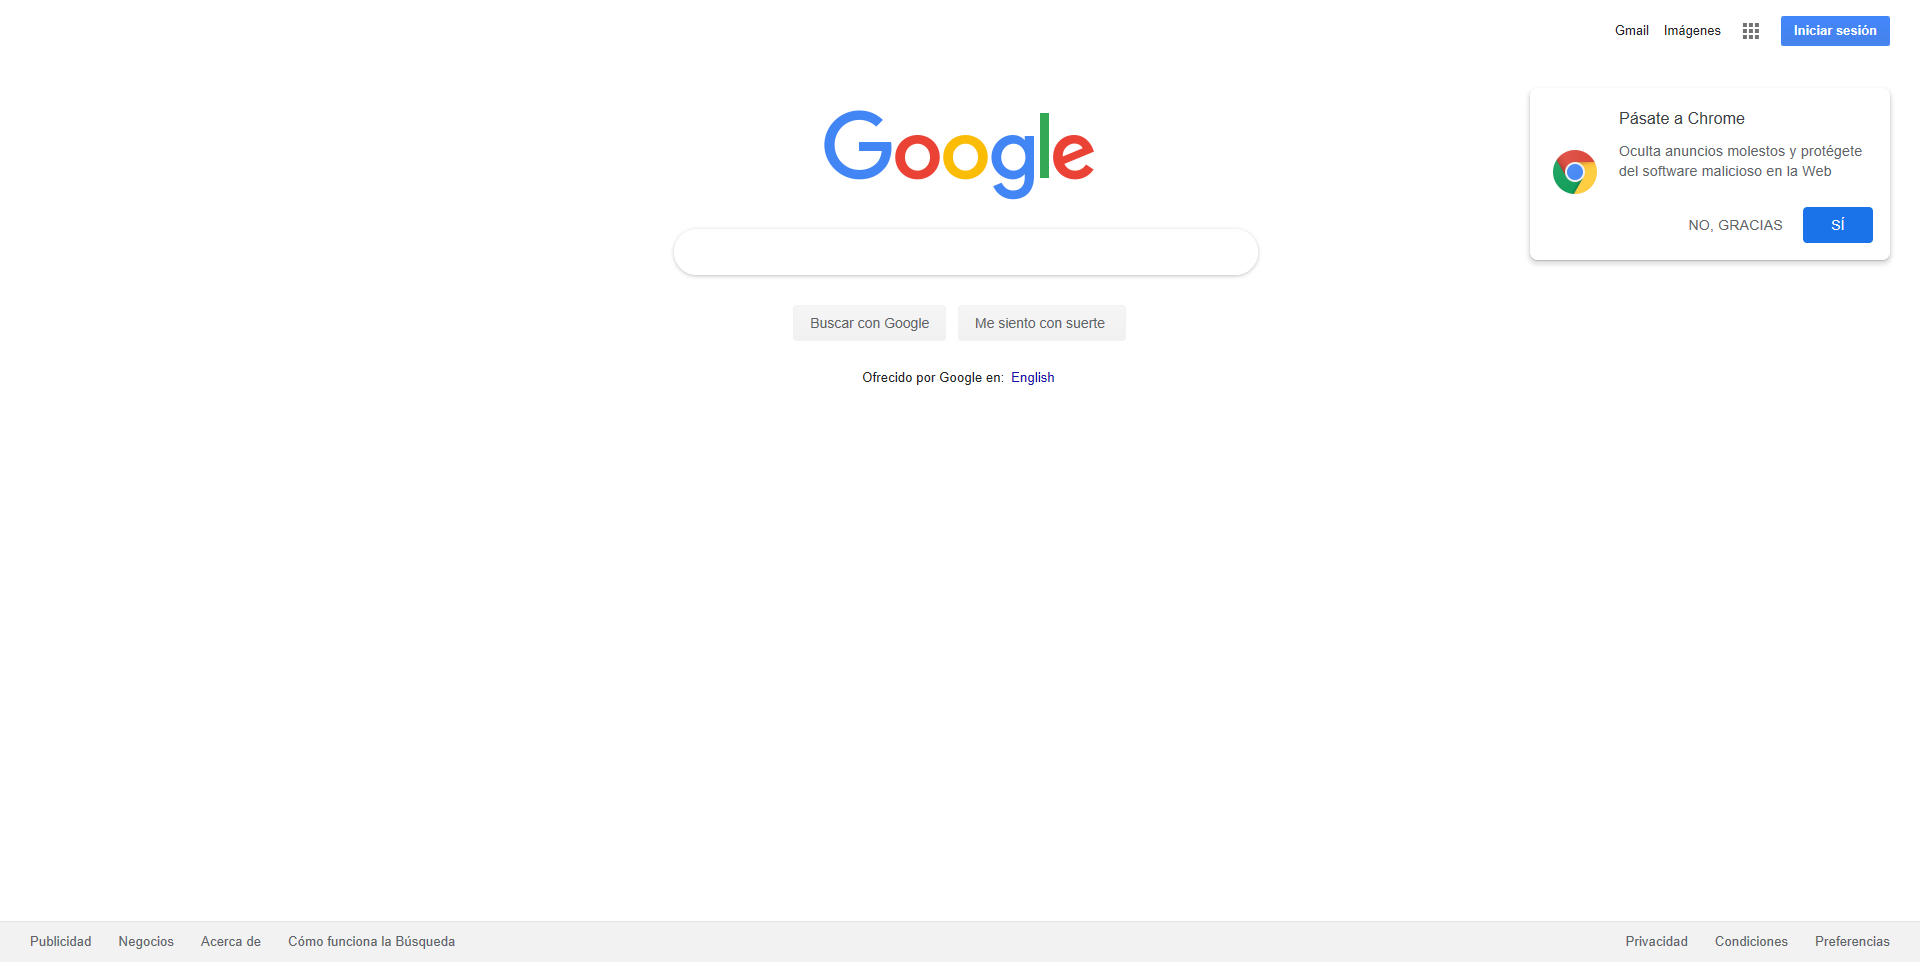 Gmail Imágenes Iniciar sesión
Google
Pásate a Chrome
Oculta anuncios molestos y protégete
del software malicioso en la Web
NO, GRACIAS SÍ
Buscar con Google Me siento con suerte
Ofrecido por Google en: English
Publicidad Negocios Acerca de Cómo funciona la Búsqueda Privacidad Condiciones Preferencias